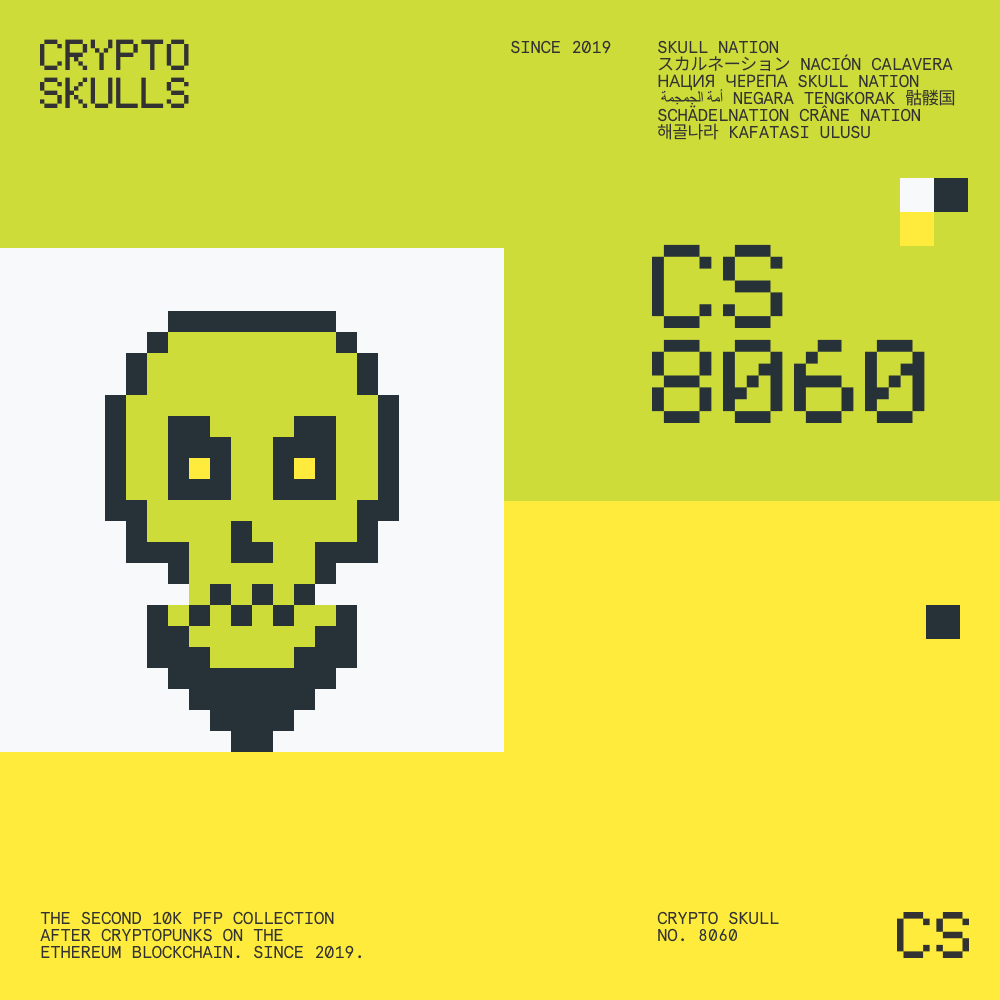 CRYPTO
SKULLS
SINCE 2019
SKULL NATION
スカルネーション NACIÓN CALAVERA
НАЦИЯ ЧЕРЕПА SKULL NATION
أمة الجمجمة NEGARA TENGKORAK 骷髅国
SCHÄDELNATION CRÂNE NATION
해골나라 KAFATASI ULUSU
CS
8060
THE SECOND 10K PFP COLLECTION
AFTER CRYPTOPUNKS ON THE
ETHEREUM BLOCKCHAIN. SINCE 2019.
CRYPTO SKULL
NO. 8060
CS